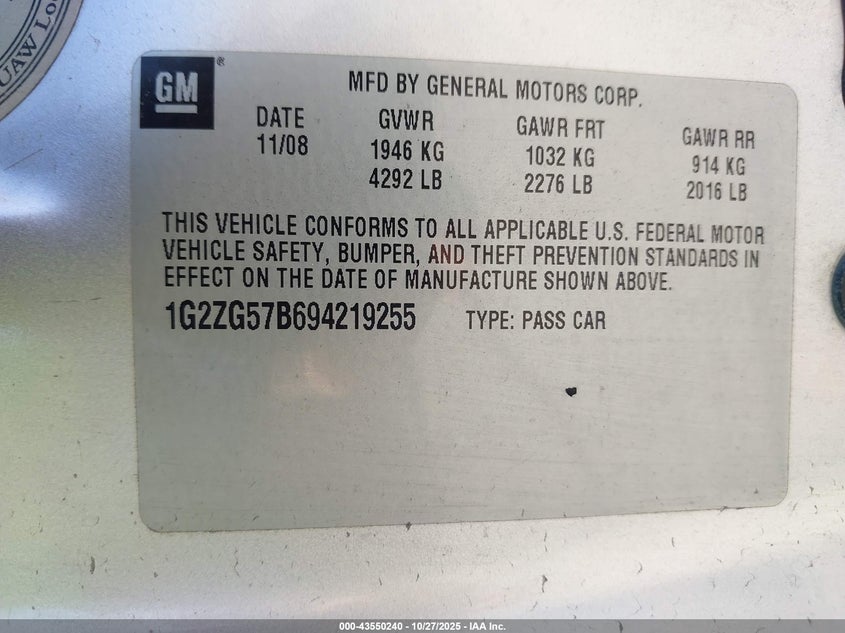 UAW Lo
GM ®
MFD BY GENERAL MOTORS CORP.
DATE GVWR GAWR FRT GAWR RR
11/08 1946 KG 1032 KG 914 KG
4292 LB 2276 LB 2016 LB
THIS VEHICLE CONFORMS TO ALL APPLICABLE U.S. FEDERAL MOTOR
VEHICLE SAFETY, BUMPER, AND THEFT PREVENTION STANDARDS IN
EFFECT ON THE DATE OF MANUFACTURE SHOWN ABOVE.
1G2ZG57B694219255 TYPE: PASS CAR
000-43550240 - 10/27/2025 - IAA Inc.